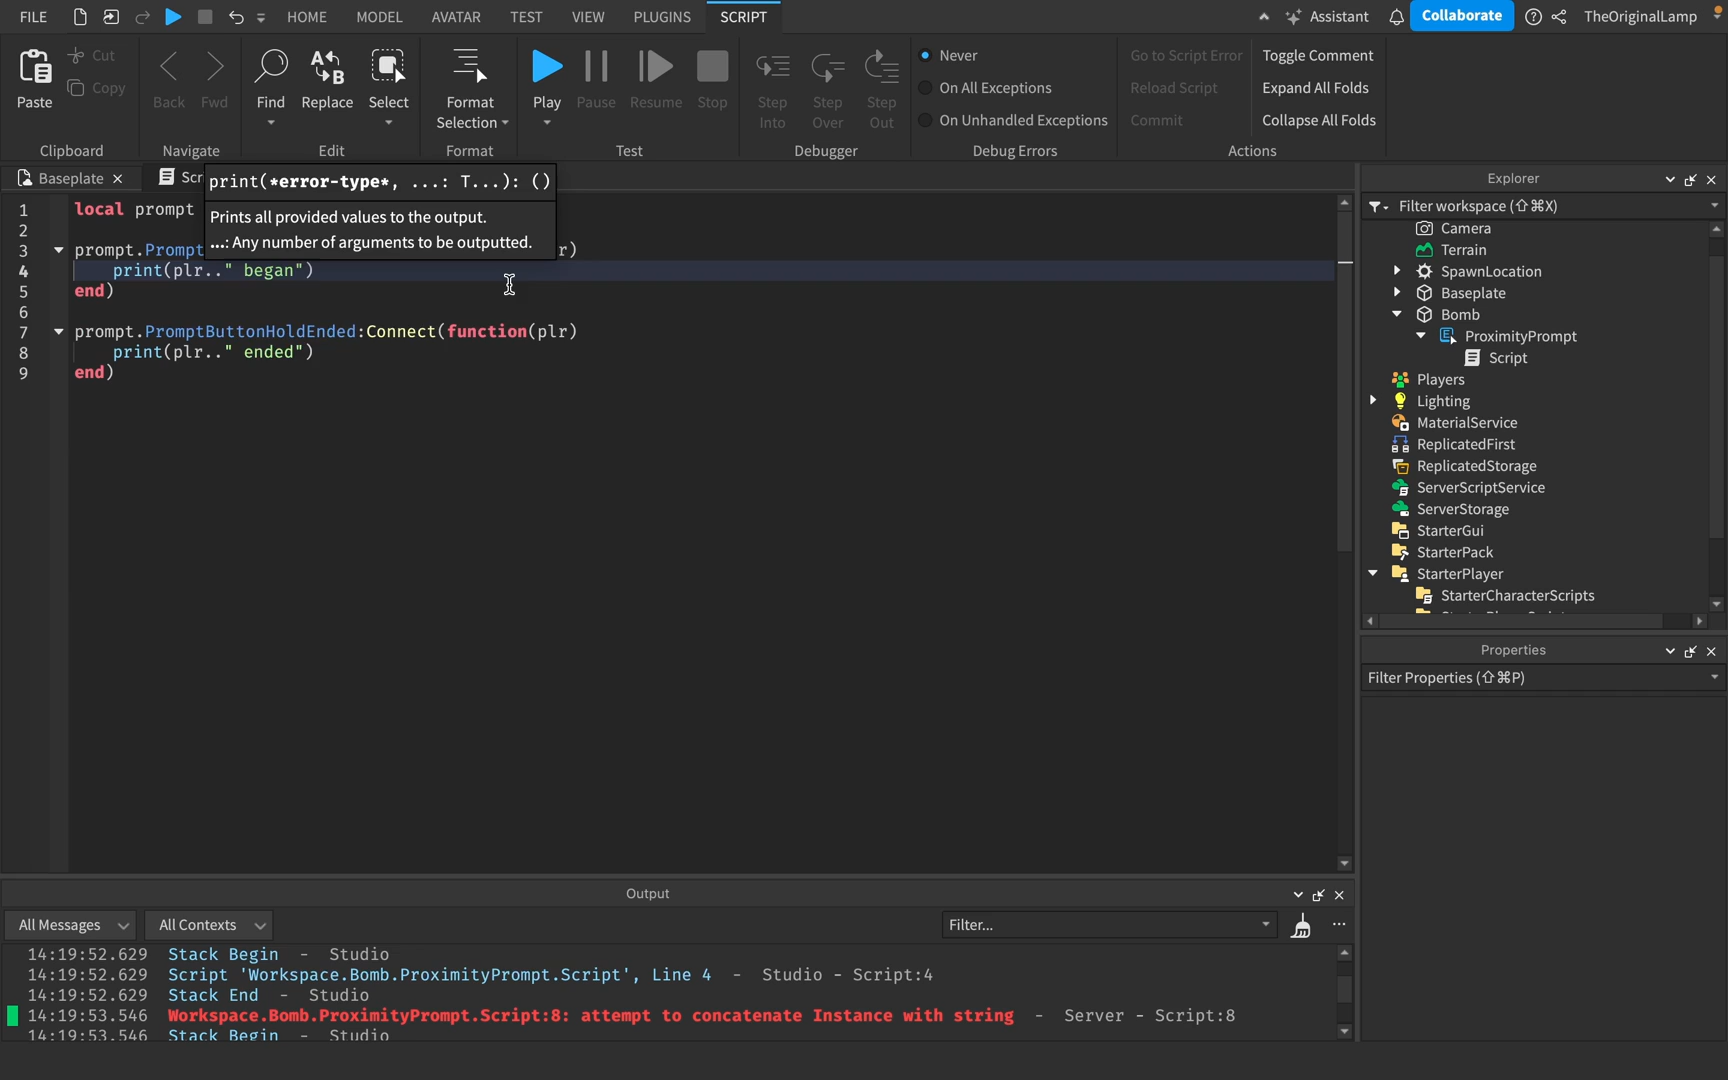 FILE HOME MODEL AVATAR TEST VIEW PLUGINS SCRIPT Assistant Collaborate TheOriginalLamp
Paste Cut Copy
Clipboard
Back Fwd
Navigate
Find Replace Select
Edit
Format Selection
Format
Play Pause Resume Stop
Test
Step Into Step Over Step Out
Debugger
Never
On All Exceptions
On Unhandled Exceptions
Debug Errors
Go to Script Error
Reload Script
Commit
Toggle Comment
Expand All Folds
Collapse All Folds
Actions
Baseplate
print(*error-type*, ...: T...): ()
Prints all provided values to the output.
...: Any number of arguments to be outputted.
1 local prompt
2
3 prompt.Prompt r)
4 print(plr.." began")
5 end)
6
7 prompt.PromptButtonHoldEnded:Connect(function(plr)
8 print(plr.." ended")
9 end)
Explorer
Filter workspace (⇧⌘X)
Camera
Terrain
SpawnLocation
Baseplate
Bomb
ProximityPrompt
Script
Players
Lighting
MaterialService
ReplicatedFirst
ReplicatedStorage
ServerScriptService
ServerStorage
StarterGui
StarterPack
StarterPlayer
StarterCharacterScripts
Properties
Filter Properties (⇧⌘P)
Output
All Messages All Contexts Filter...
14:19:52.629 Stack Begin - Studio
14:19:52.629 Script 'Workspace.Bomb.ProximityPrompt.Script', Line 4 - Studio - Script:4
14:19:52.629 Stack End - Studio
14:19:53.546 Workspace.Bomb.ProximityPrompt.Script:8: attempt to concatenate Instance with string - Server - Script:8
14:19:53.546 Stack Begin - Studio